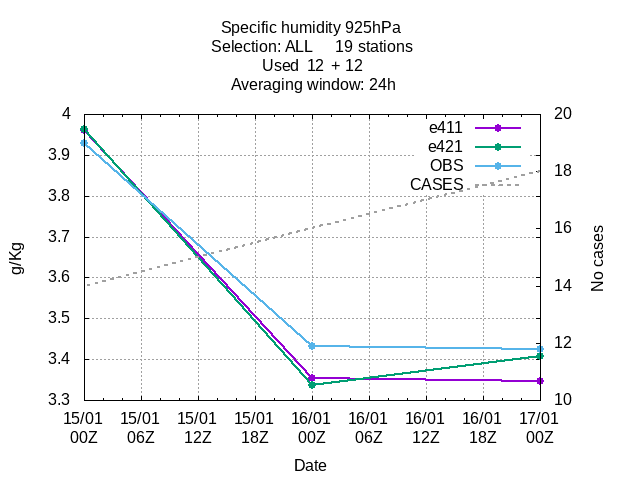 Specific humidity 925hPa
Selection: ALL 19 stations
Used 12 + 12
Averaging window: 24h
4
3.9
3.8
3.7
3.6
3.5
3.4
3.3
g/Kg
e411
e421
OBS
CASES
20
18
16
14
12
10
No cases
15/01 15/01 15/01 15/01 16/01 16/01 16/01 16/01 17/01
00Z 06Z 12Z 18Z 00Z 06Z 12Z 18Z 00Z
Date